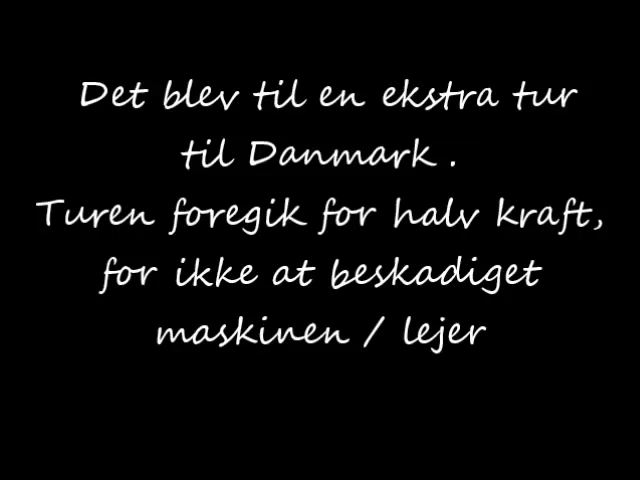 Det blev til en ekstra tur
til Danmark .
Turen foregik for halv kraft,
for ikke at beskadiget
maskinen / lejer